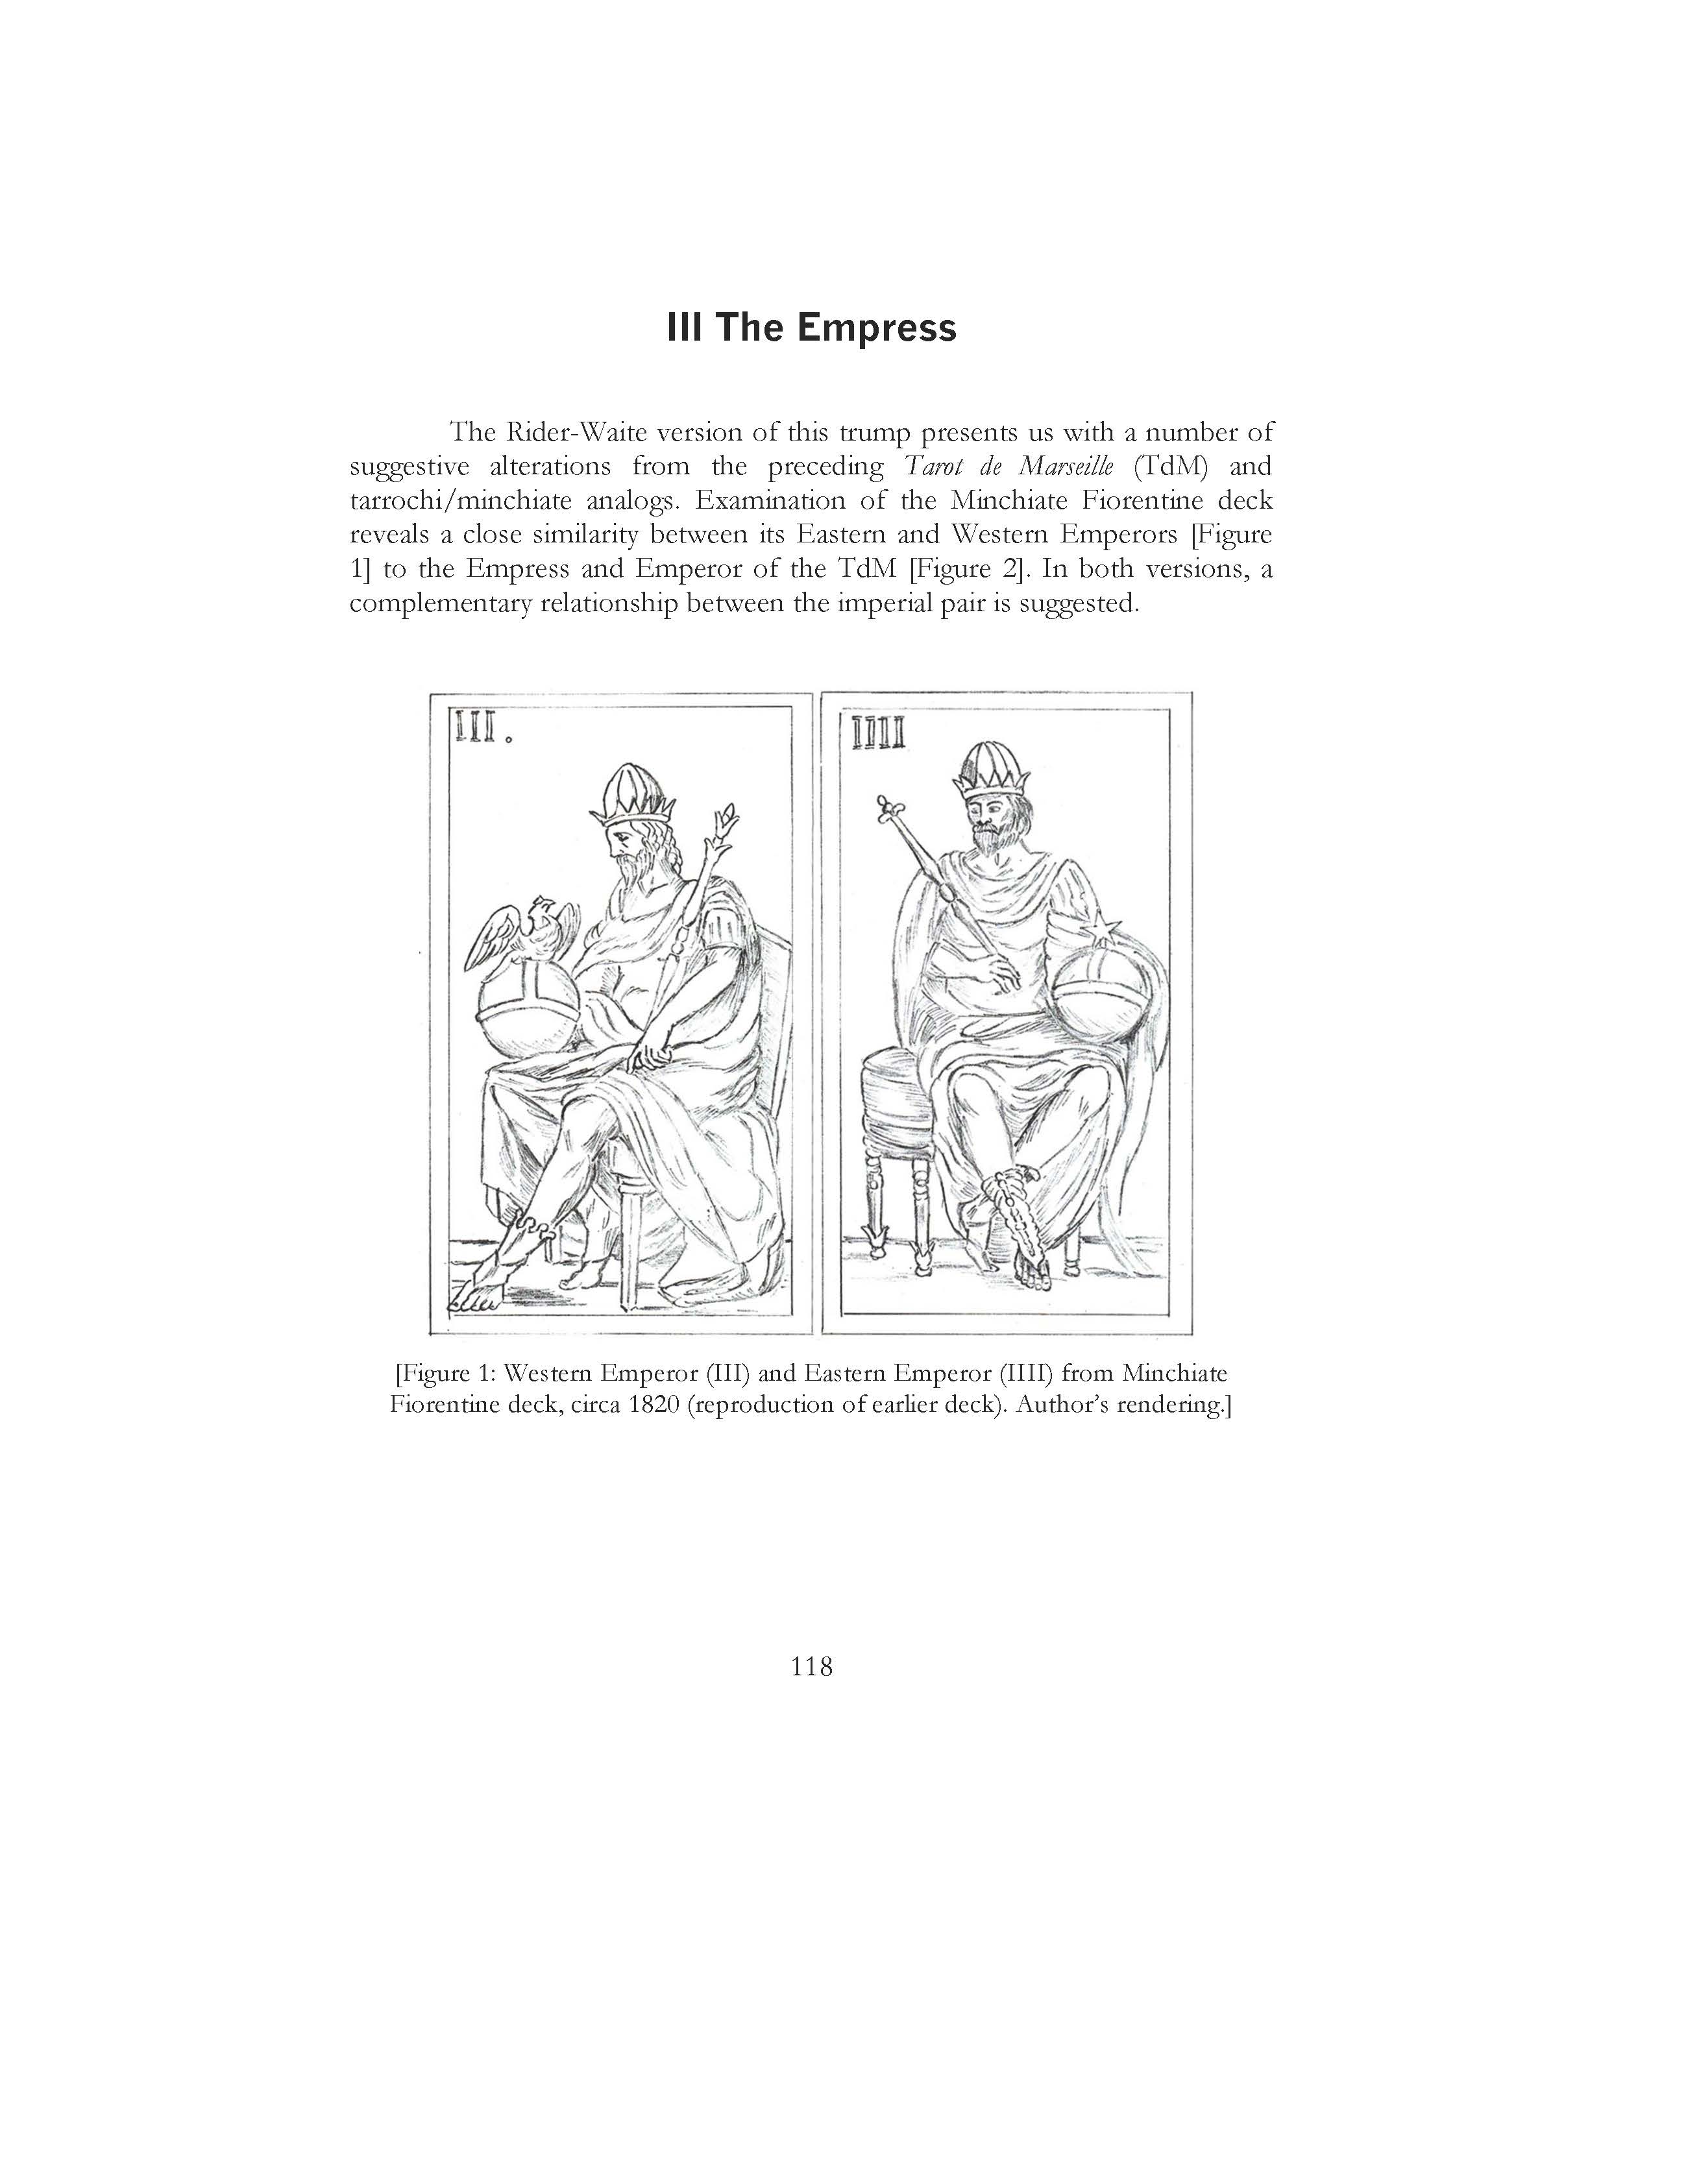 III The Empress
The Rider-Waite version of this trump presents us with a number of
suggestive alterations from the preceding Tarot de Marseille (TdM) and
tarrochi/minchiate analogs. Examination of the Minchiate Fiorentine deck
reveals a close similarity between its Eastern and Western Emperors [Figure
1] to the Empress and Emperor of the TdM [Figure 2]. In both versions, a
complementary relationship between the imperial pair is suggested.
III.
IIII
[Figure 1: Western Emperor (III) and Eastern Emperor (IIII) from Minchiate
Fiorentine deck, circa 1820 (reproduction of earlier deck). Author's rendering.]
118